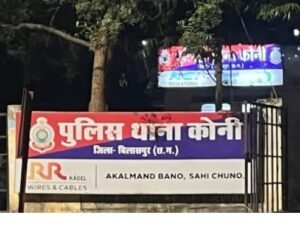 कोनी
पुलिस थाना कोनी
जिला- बिलासपुर (छ.ग.)
RR KABEL
WIRES & CABLES
AKALMAND BANO, SAHI CHUNO.